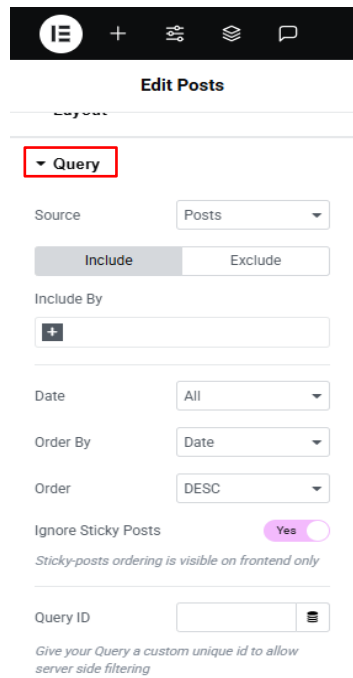 Edit Posts
Layout
Query
Source
Posts
Include
Exclude
Include By
Date
All
Order By
Date
Order
DESC
Ignore Sticky Posts
Yes
Sticky-posts ordering is visible on frontend only
Query ID
Give your Query a custom unique id to allow
server side filtering